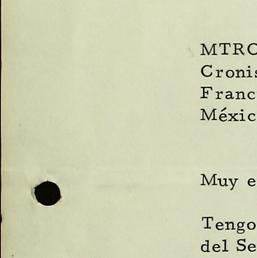 MTRO
Cronis
Franc
Méxic
Muy e
Tengo
del Se